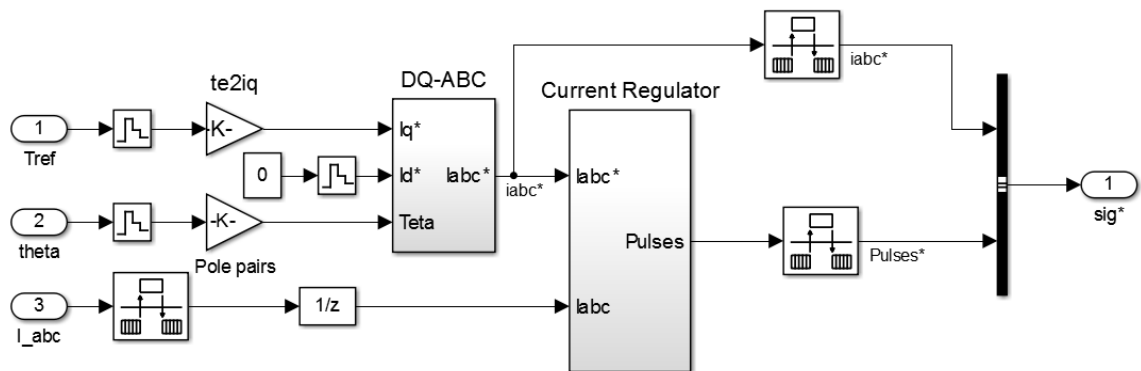 iabc*
te2iq
DQ-ABC
Current Regulator
1
-K-
Iq*
Tref
0
Id*
Iabc*
iabc*
Iabc*
1
sig*
2
-K-
Teta
theta
Pole pairs
Pulses
Pulses*
3
1/z
Iabc
I_abc